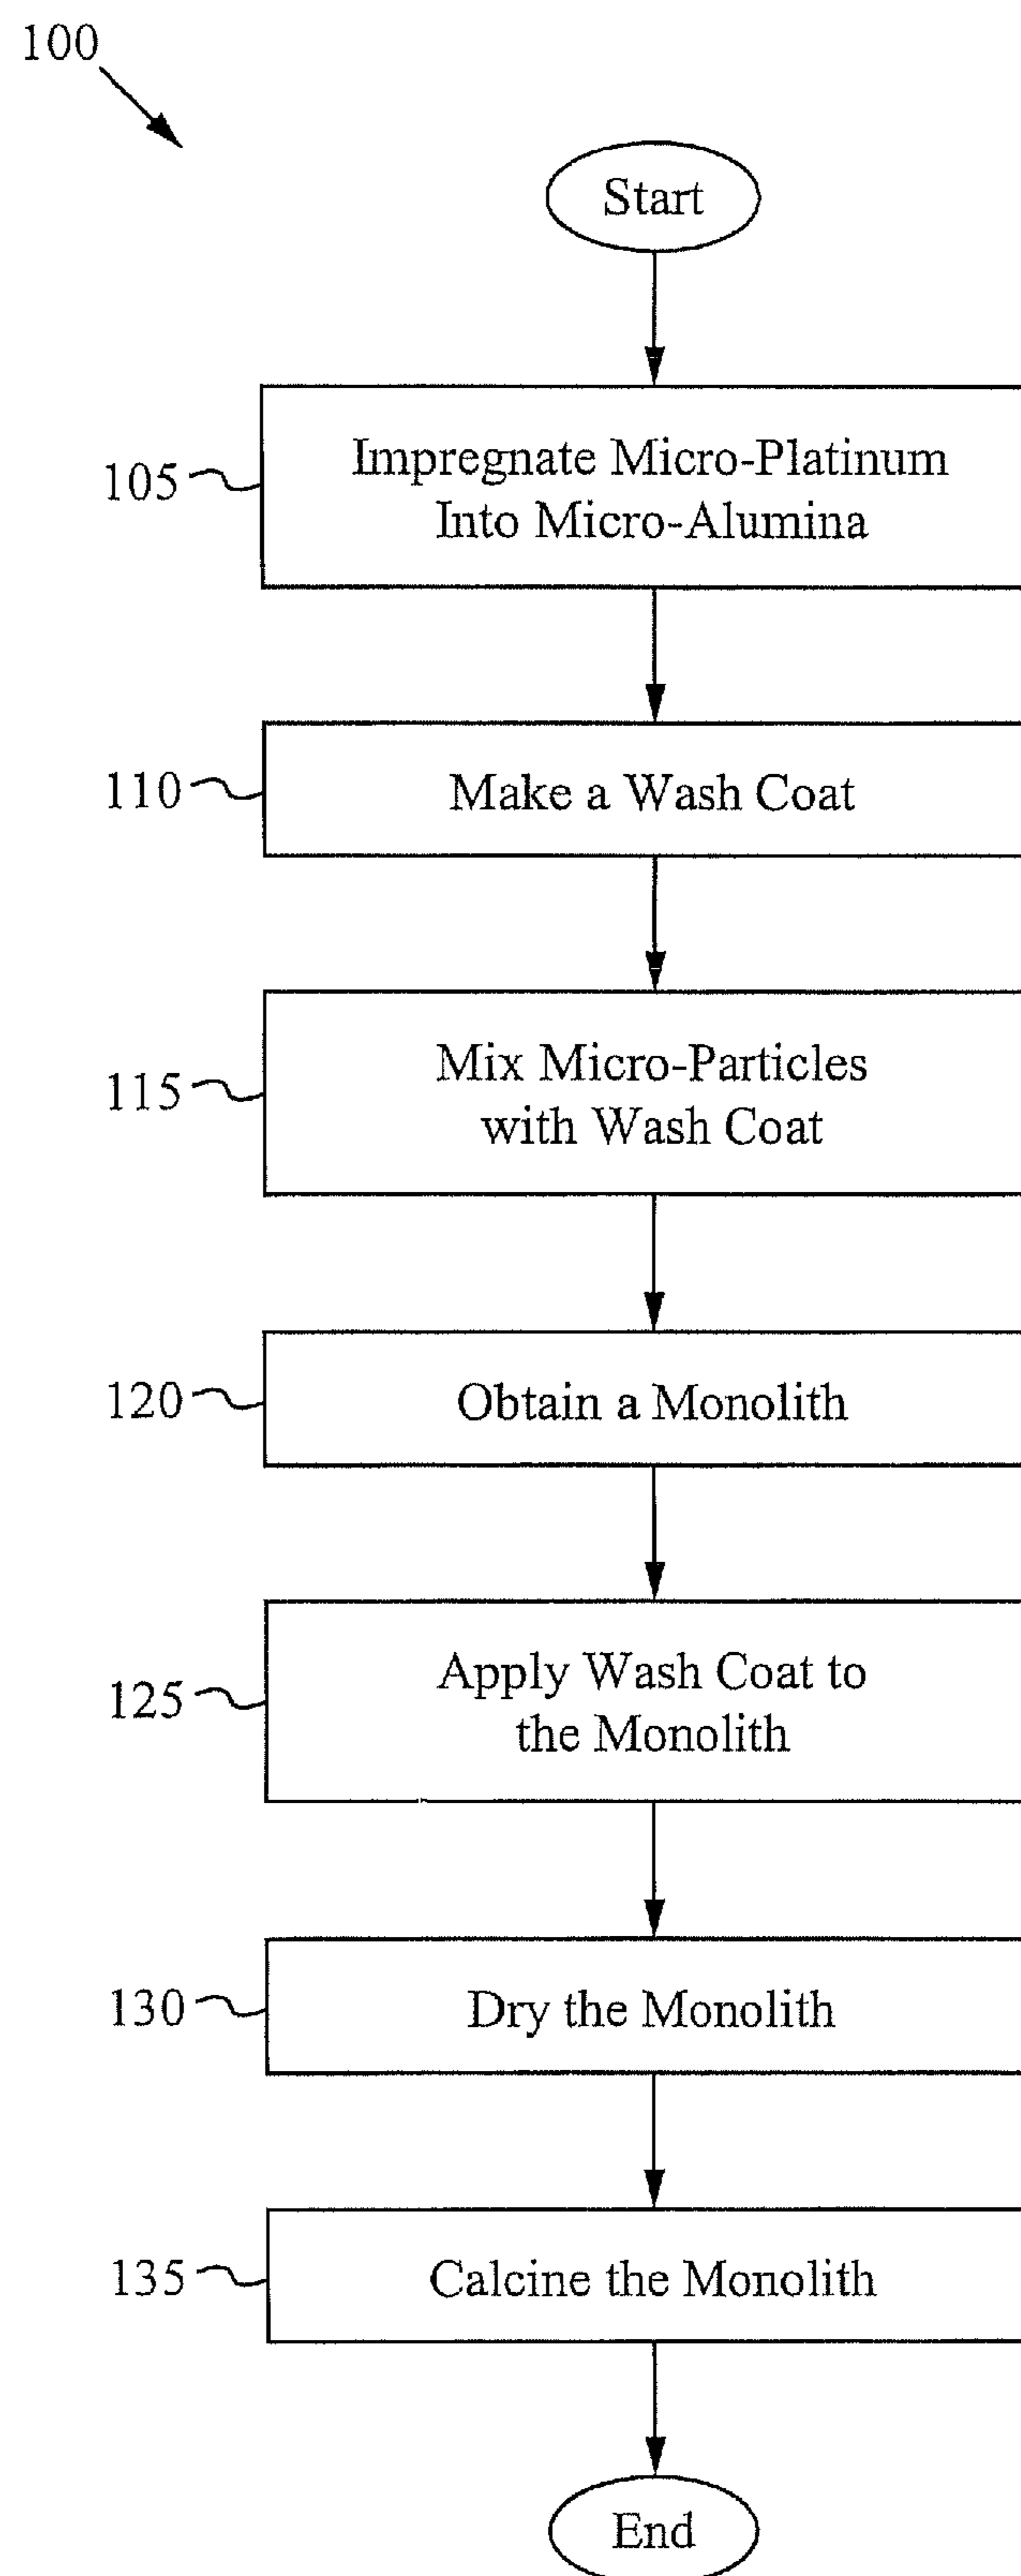 100
Start
105
Impregnate Micro-Platinum
Into Micro-Alumina
110
Make a Wash Coat
115
Mix Micro-Particles
with Wash Coat
120
Obtain a Monolith
125
Apply Wash Coat to
the Monolith
130
Dry the Monolith
135
Calcine the Monolith
End